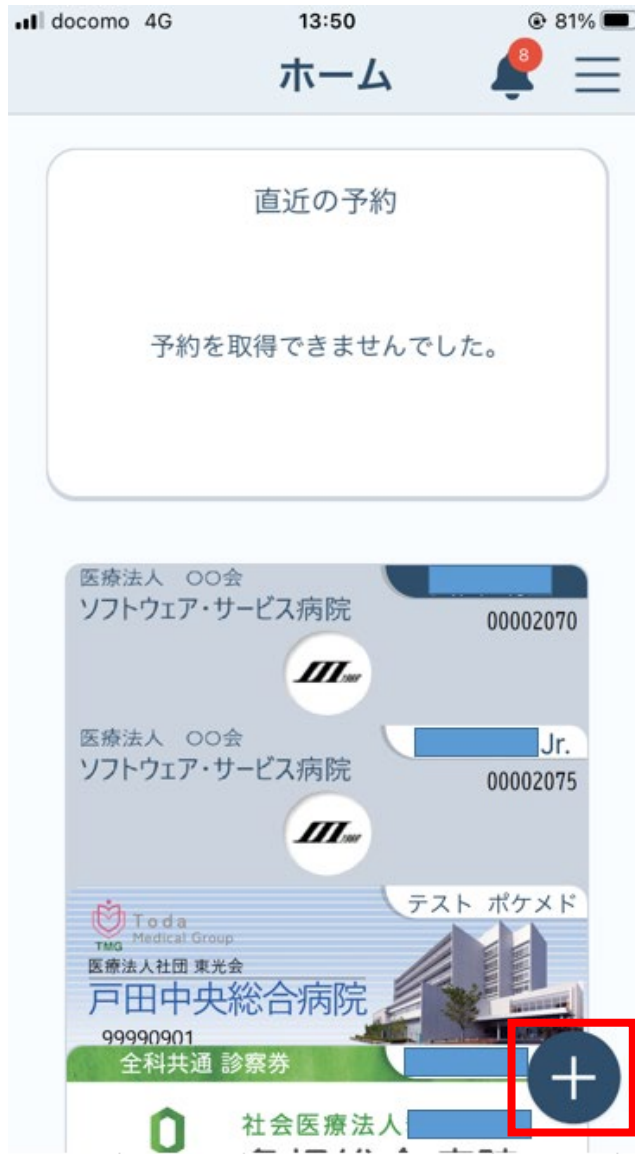 docomo 4G 13:50 81%
ホーム
8
直近の予約
予約を取得できませんでした。
医療法人 〇〇会
ソフトウェア・サービス病院
00002070
医療法人 〇〇会
Jr.
ソフトウェア・サービス病院
00002075
テスト ポケメド
Toda
Medical Group
TMG
医療法人社団 東光会
戸田中央総合病院
99990901
全科共通 診察券
社会医療法人